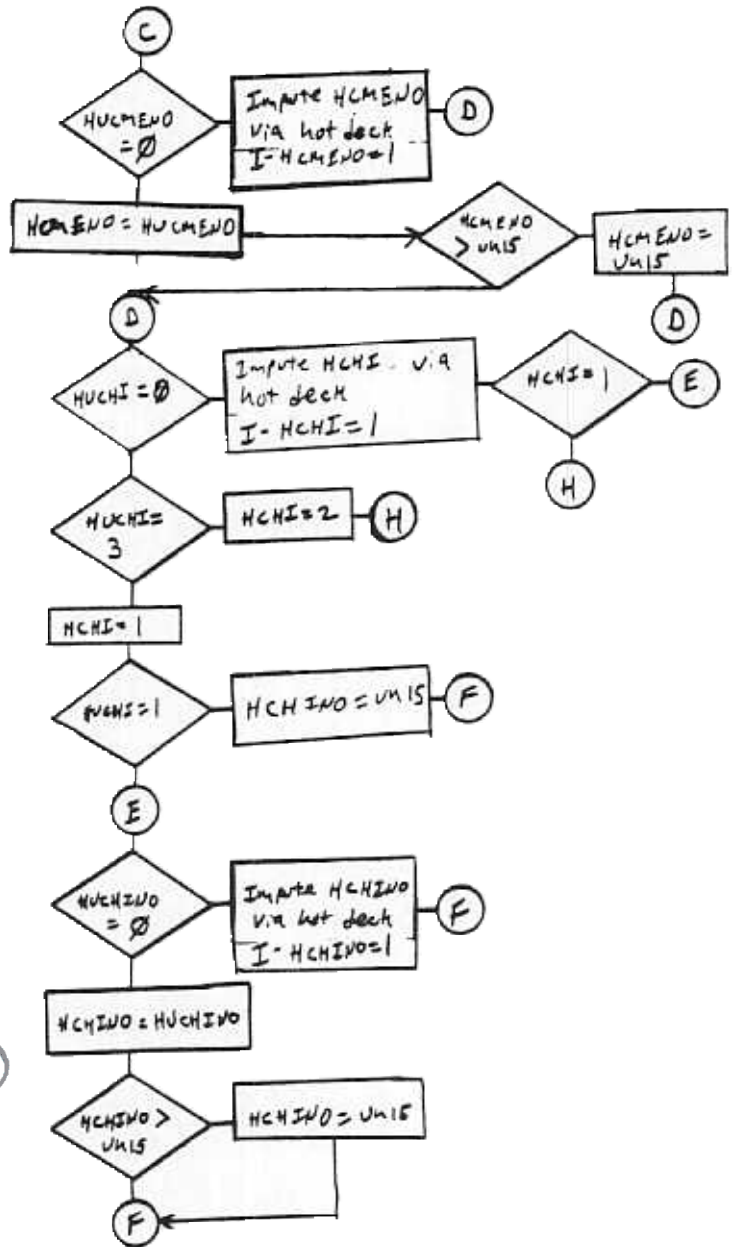 C
HUCMENO
= Ø
Impute HCMENO
via hot deck
I-HCMENO=1
D
HCMENO = HUCMENO
HCMENO
> Un15
HCMENO =
Un15
D
D
HUCHI = Ø
Impute HCHI via
hot deck
I-HCHI = 1
HCHI = 1
E
H
HUCHI =
3
HCHI = 2
H
HCHI = 1
HUCHI = 1
HCHINO = Un15
F
E
HUCHINO
= Ø
Impute HCHINO
via hot deck
I-HCHINO=1
F
HCHINO = HUCHINO
HCHINO >
Un15
HCHINO = Un15
F